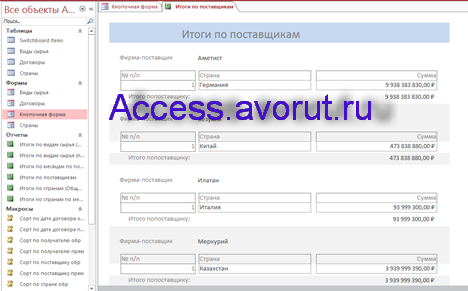 Все объекты A...
Поиск...
Таблицы
Switchboard Items
Виды сырья
Договоры
Страны
Формы
Виды сырья
Договоры
Кнопочная форма
Страны
Отчеты
Итоги по видам сырья (...
Итоги по видам сырья (п...
Итоги по месяцам по по...
Итоги по поставщикам
Итоги по странам (Общ...
Итоги по странам по ме...
Макросы
Сорт по дате договора о...
Сорт по дате договора п...
Сорт по получателю обр
Сорт по получателю прям
Сорт по поставщику обр
Сорт по поставщику прям
Сорт по стране обр
Кнопочная форма
Итоги по поставщикам
Итоги по поставщикам
Фирма-поставщик Аметист
№ п/п Страна Сумма
1 Германия 9 938 383 830,00 ₽
Итого попоставщику: 9 938 383 830,00 ₽
Access.avorut.ru
№ п/п Страна Сумма
1 Китай 473 838 880,00 ₽
Итого попоставщику: 473 838 880,00 ₽
Фирма-поставщик Илатан
№ п/п Страна Сумма
1 Италия 93 999 300,00 ₽
Итого попоставщику: 93 999 300,00 ₽
Фирма-поставщик Меркурий
№ п/п Страна Сумма
1 Казахстан 3 939 999 390,00 ₽
Итого попоставщику: 3 939 999 390,00 ₽